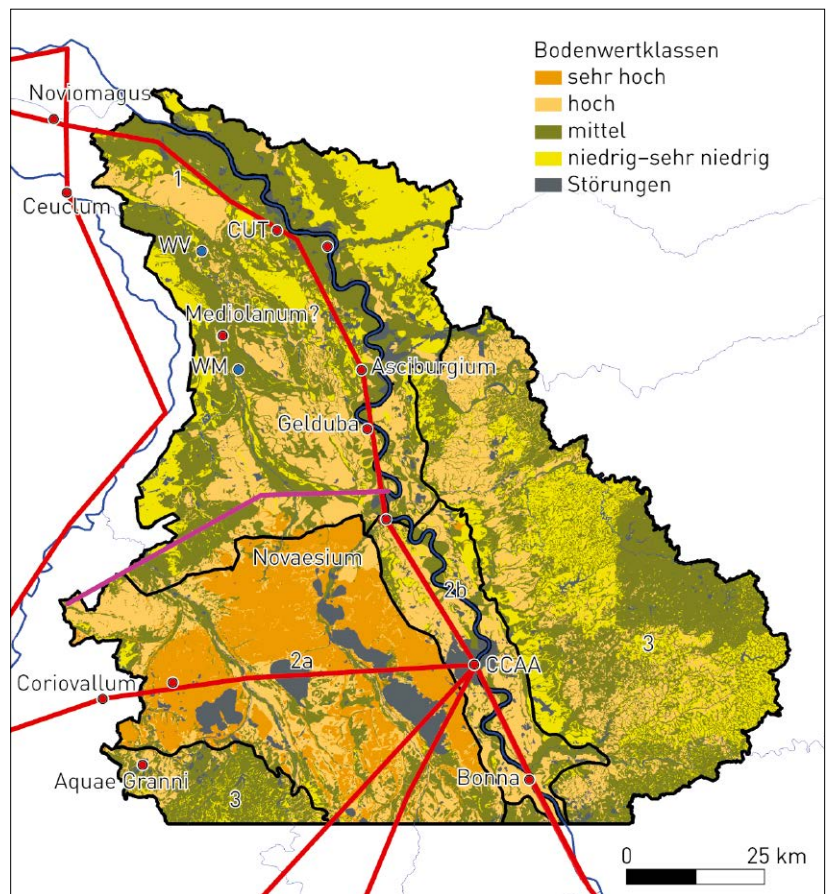 Bodenwertklassen
sehr hoch
hoch
mittel
niedrig–sehr niedrig
Störungen
Noviomagus
1
Ceuclum
CUT
WV
Mediolanum?
WM
Asciburgium
Gelduba
Novaesium
2b
3
2a
CCAA
Coriovallum
Aquae Granni
Bonna
3
0
25 km